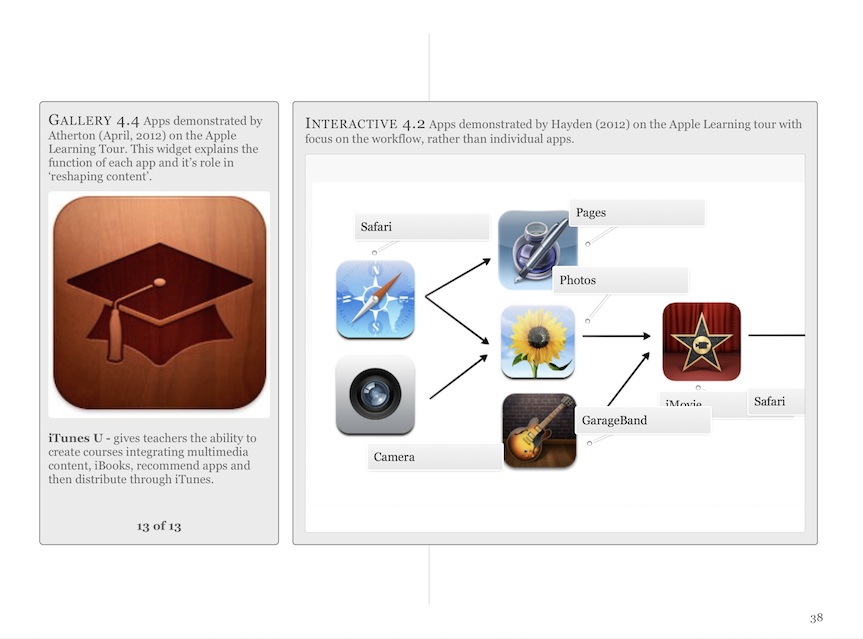 GALLERY 4.4 Apps demonstrated by
Atherton (April, 2012) on the Apple
Learning Tour. This widget explains the
function of each app and it's role in
'reshaping content'.
iTunes U - gives teachers the ability to
create courses integrating multimedia
content, iBooks, recommend apps and
then distribute through iTunes.
13 of 13
INTERACTIVE 4.2 Apps demonstrated by Hayden (2012) on the Apple Learning tour with
focus on the workflow, rather than individual apps.
Safari
Pages
N
S
Photos
iMovie
Safari
GarageBand
Camera
38